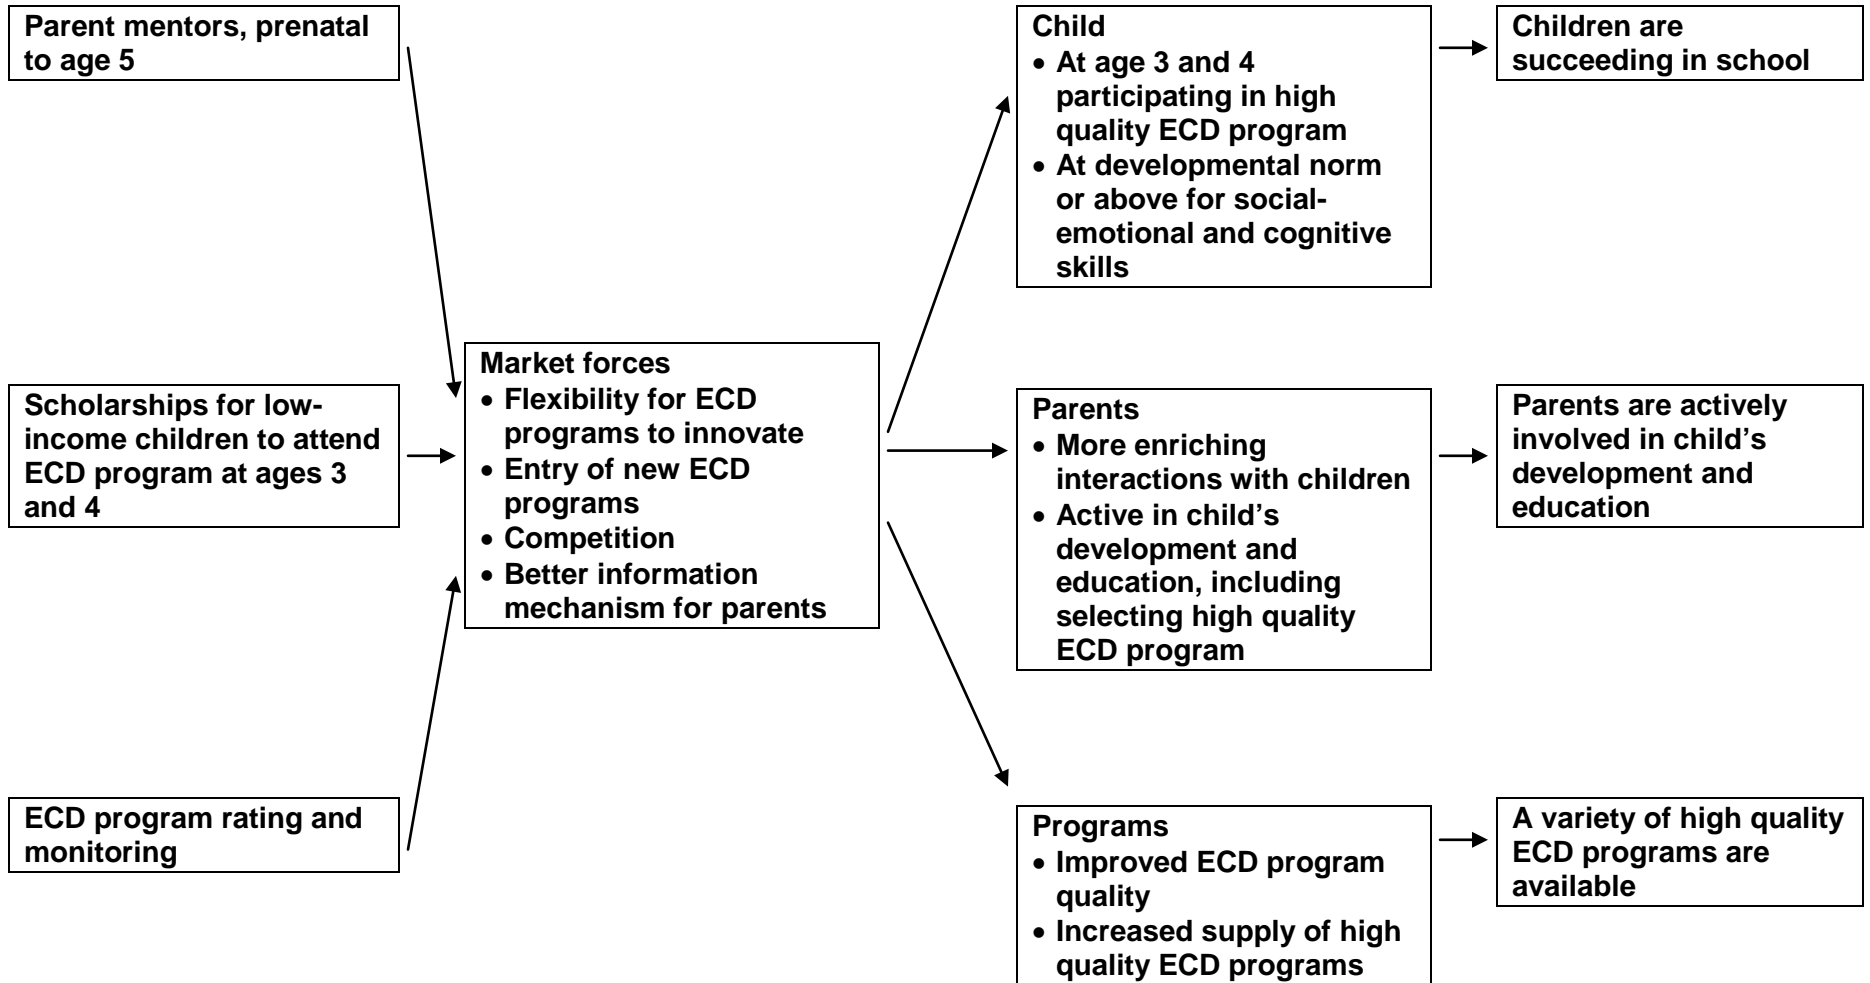 Parent mentors, prenatal
to age 5
Scholarships for low-
income children to attend
ECD program at ages 3
and 4
ECD program rating and
monitoring
Market forces
• Flexibility for ECD
programs to innovate
• Entry of new ECD
programs
• Competition
• Better information
mechanism for parents
Child
• At age 3 and 4
participating in high
quality ECD program
• At developmental norm
or above for social-
emotional and cognitive
skills
Parents
• More enriching
interactions with children
• Active in child’s
development and
education, including
selecting high quality
ECD program
Programs
• Improved ECD program
quality
• Increased supply of high
quality ECD programs
Children are
succeeding in school
Parents are actively
involved in child’s
development and
education
A variety of high quality
ECD programs are
available